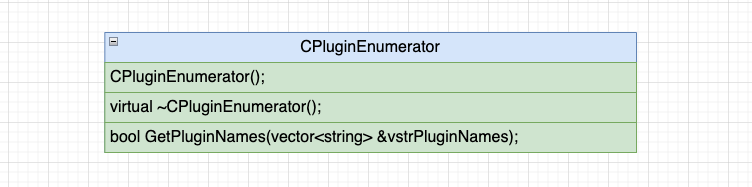 CPluginEnumerator
CPluginEnumerator();
virtual ~CPluginEnumerator();
bool GetPluginNames(vector<string> &vstrPluginNames);